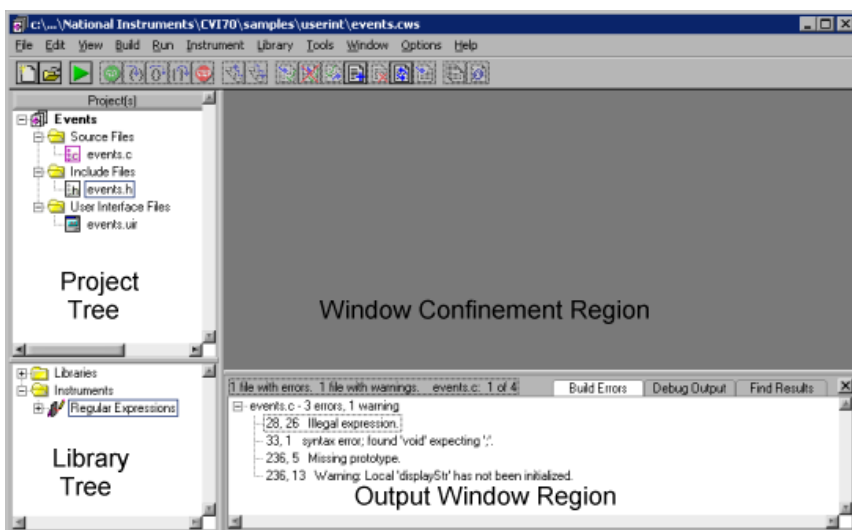 c:\...\National Instruments\CVI70\samples\userint\events.cws
File Edit View Build Run Instrument Library Tools Window Options Help
Project(s)
Events
Source Files
events.c
Include Files
events.h
User Interface Files
events.uir
Project
Tree
Window Confinement Region
Libraries
Instruments
Regular Expressions
Library
Tree
1 file with errors. 1 file with warnings. events.c: 1 of 4 Build Errors Debug Output Find Results
events.c - 3 errors, 1 warning
28, 26 Illegal expression.
33, 1 syntax error; found 'void' expecting ';'.
236, 5 Missing prototype.
236, 13 Warning: Local 'displayStr' has not been initialized.
Output Window Region